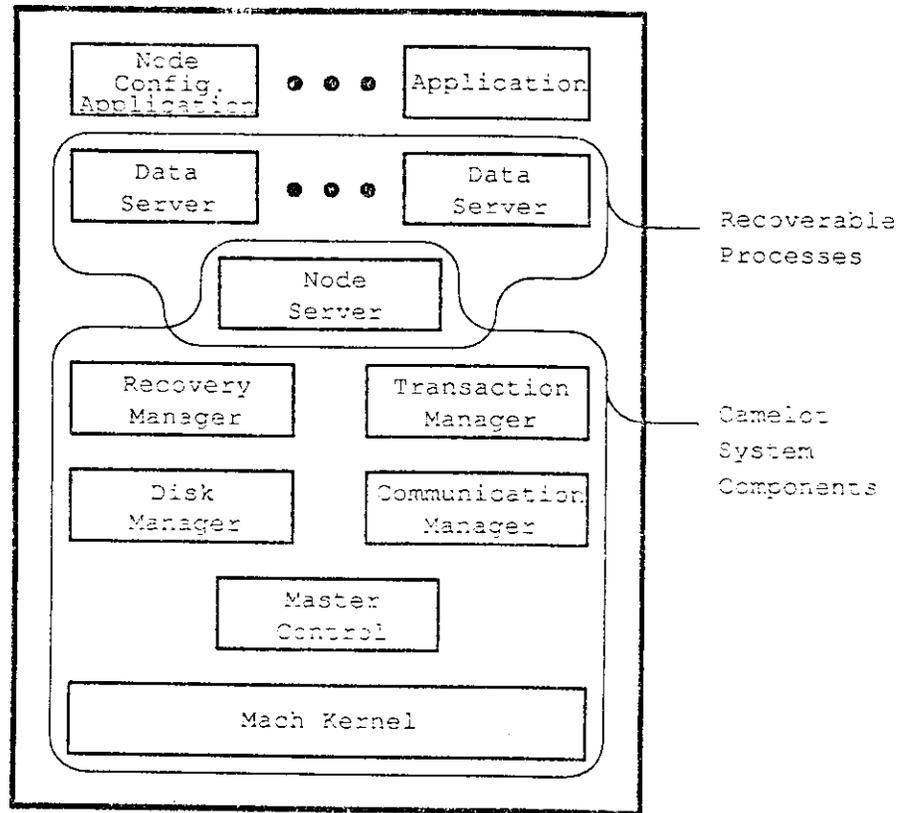 Node
Config.
Application
Application
Data
Server
Data
Server
Recoverable
Processes
Node
Server
Recovery
Manager
Transaction
Manager
Camelot
System
Components
Disk
Manager
Communication
Manager
Master
Control
Mach Kernel